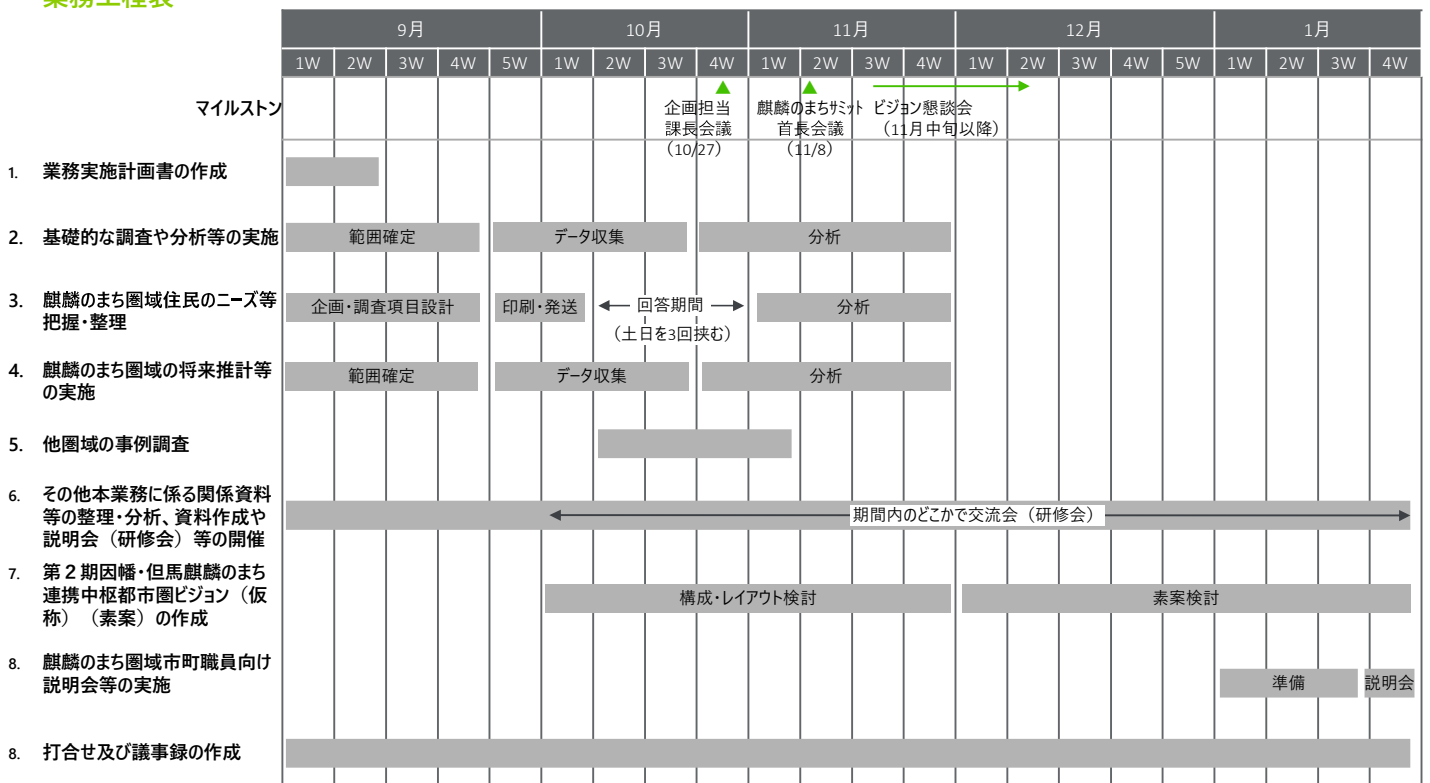 業務工程表
9月 10月 11月 12月 1月
1W 2W 3W 4W 5W 1W 2W 3W 4W 1W 2W 3W 4W 1W 2W 3W 4W 5W 1W 2W 3W 4W
マイルストン
企画担当
課長会議
（10/27）
麒麟のまちサミット
首長会議
（11/8）
ビジョン懇談会
（11月中旬以降）
1. 業務実施計画書の作成
2. 基礎的な調査や分析等の実施
範囲確定 データ収集 分析
3. 麒麟のまち圏域住民のニーズ等
把握・整理
企画・調査項目設計 印刷・発送 回答期間 分析
（土日を3回挟む）
4. 麒麟のまち圏域の将来推計等
の実施
範囲確定 データ収集 分析
5. 他圏域の事例調査
6. その他本業務に係る関係資料
等の整理・分析、資料作成や
説明会（研修会）等の開催
期間内のどこかで交流会（研修会）
7. 第２期因幡・但馬麒麟のまち
連携中枢都市圏ビジョン（仮
称）（素案）の作成
構成・レイアウト検討 素案検討
8. 麒麟のまち圏域市町職員向け
説明会等の実施
準備 説明会
8. 打合せ及び議事録の作成